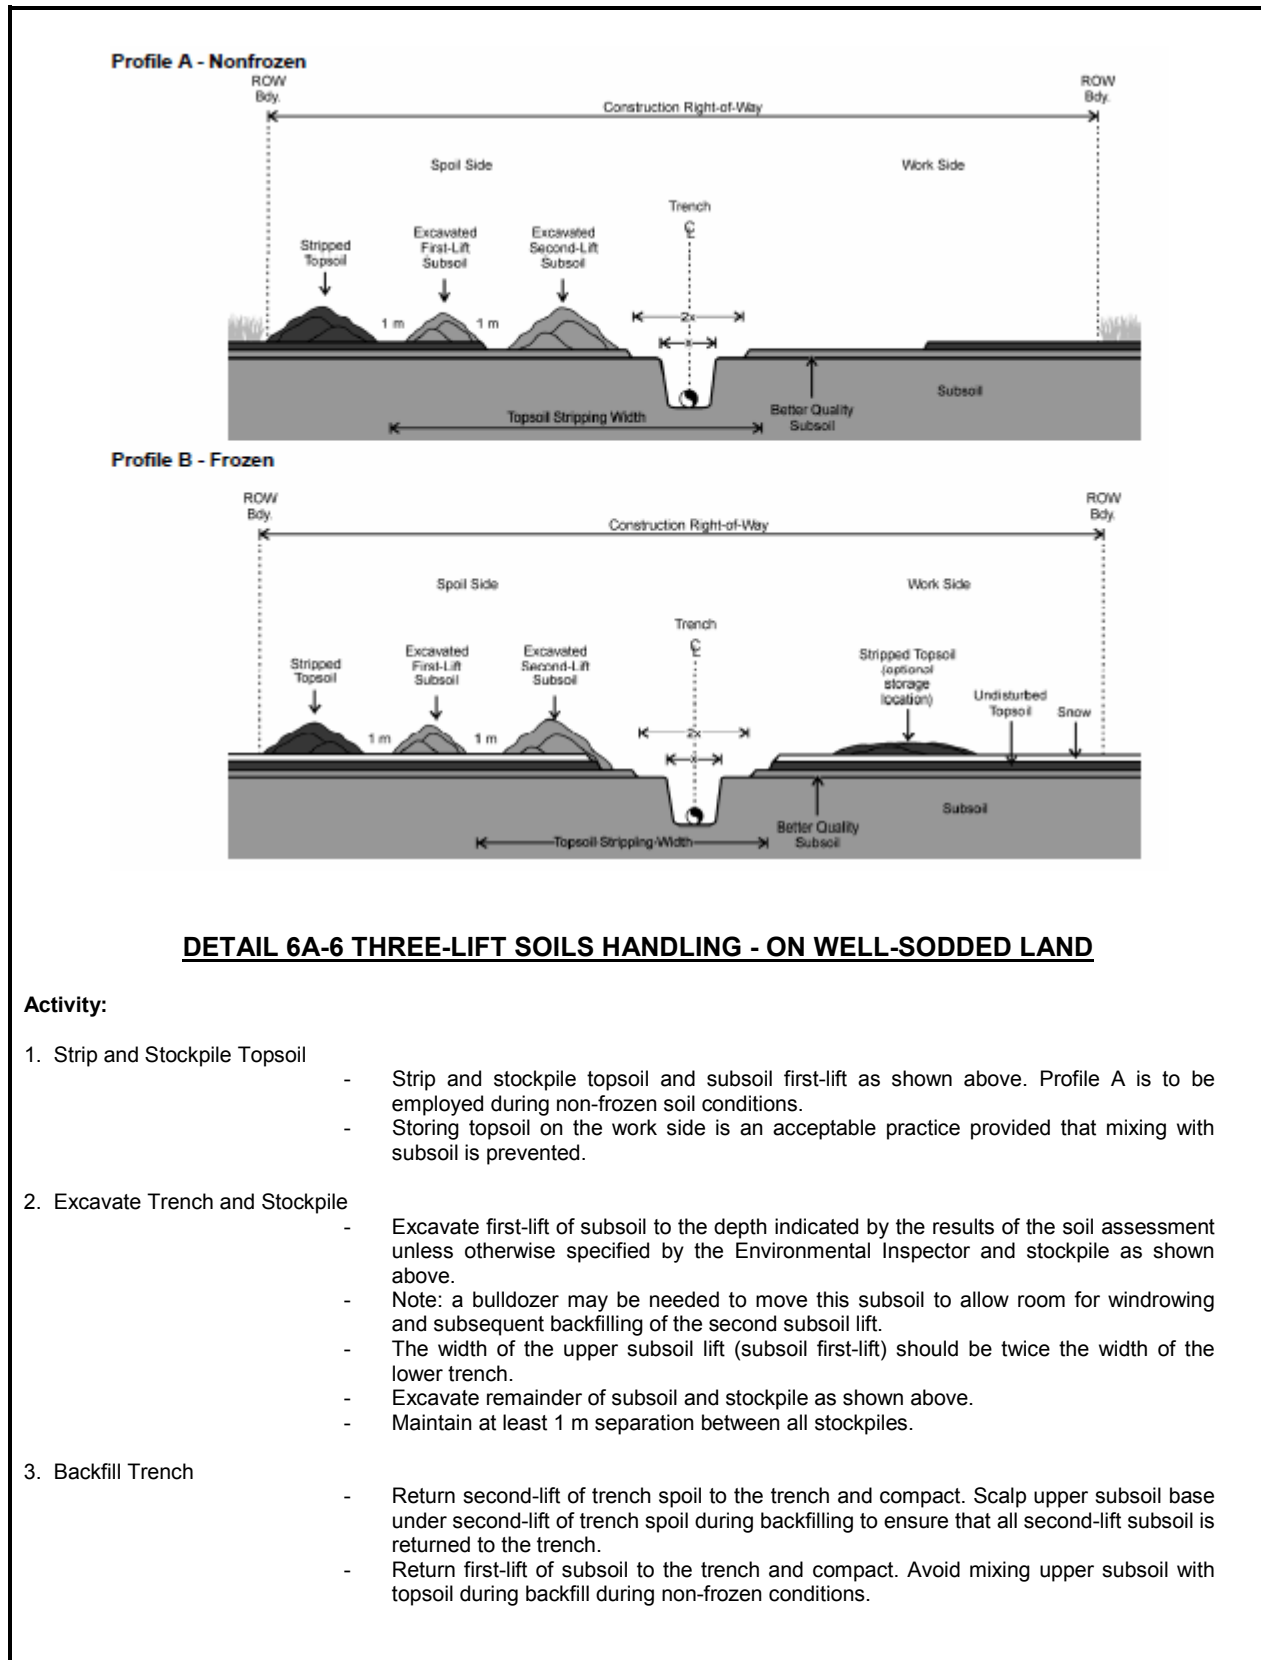 Profile A - Nonfrozen
ROW
Bdy.
ROW
Bdy.
Construction Right-of-Way
Spoil Side
Work Side
Trench
℄
Stripped
Topsoil
Excavated
First-Lift
Subsoil
Excavated
Second-Lift
Subsoil
1 m
1 m
2x
x
Topsoil Stripping Width
Better Quality
Subsoil
Subsoil
Profile B - Frozen
ROW
Bdy.
ROW
Bdy.
Construction Right-of-Way
Spoil Side
Work Side
Trench
℄
Stripped
Topsoil
Excavated
First-Lift
Subsoil
Excavated
Second-Lift
Subsoil
Stripped Topsoil
(optional
storage
location)
Undisturbed
Topsoil
Snow
1 m
1 m
2x
x
Topsoil Stripping Width
Better Quality
Subsoil
Subsoil
DETAIL 6A-6 THREE-LIFT SOILS HANDLING - ON WELL-SODDED LAND
Activity:
1. Strip and Stockpile Topsoil
- Strip and stockpile topsoil and subsoil first-lift as shown above. Profile A is to be
employed during non-frozen soil conditions.
- Storing topsoil on the work side is an acceptable practice provided that mixing with
subsoil is prevented.
2. Excavate Trench and Stockpile
- Excavate first-lift of subsoil to the depth indicated by the results of the soil assessment
unless otherwise specified by the Environmental Inspector and stockpile as shown
above.
- Note: a bulldozer may be needed to move this subsoil to allow room for windrowing
and subsequent backfilling of the second subsoil lift.
- The width of the upper subsoil lift (subsoil first-lift) should be twice the width of the
lower trench.
- Excavate remainder of subsoil and stockpile as shown above.
- Maintain at least 1 m separation between all stockpiles.
3. Backfill Trench
- Return second-lift of trench spoil to the trench and compact. Scalp upper subsoil base
under second-lift of trench spoil during backfilling to ensure that all second-lift subsoil is
returned to the trench.
- Return first-lift of subsoil to the trench and compact. Avoid mixing upper subsoil with
topsoil during backfill during non-frozen conditions.